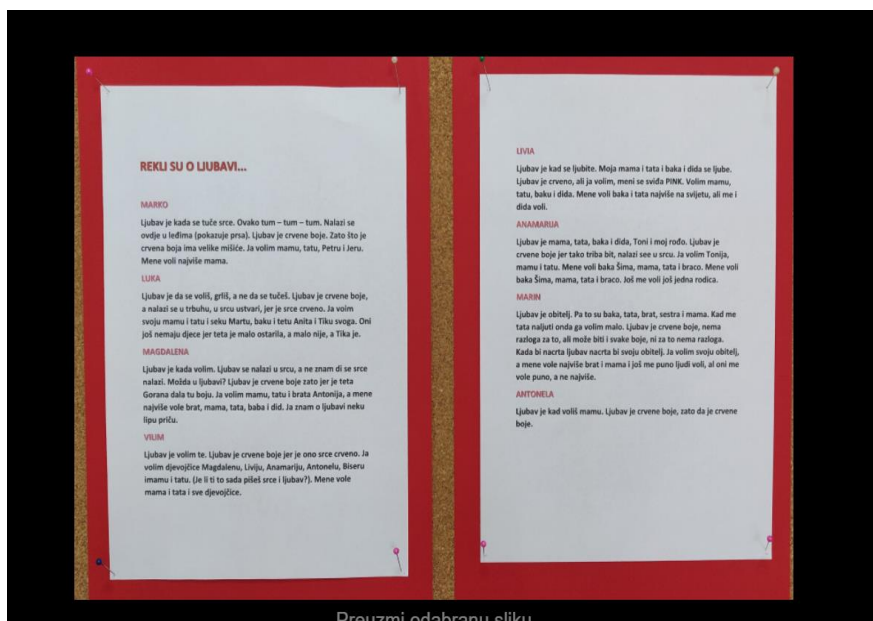 REKLI SU O LJUBAVI...
MARKO
Ljubav je kada se tuče srce. Ovako tum – tum – tum. Nalazi se
ovdje u leđima (pokazuje prsa). Ljubav je crvene boje. Zato što je
crvena boja ima velike mišiće. Ja volim mamu, tatu, Petru i Jeru.
Mene voli najviše mama.
LUKA
Ljubav je da se voliš, grliš, a ne da se tučeš. Ljubav je crvene boje,
a nalazi se u trbuhu, u srcu ustvari, jer je srce crveno. Ja voim
svoju mamu i tatu i seku Martu, baku i tetu Anita i Tiku svoga. Oni
još nemaju djece jer teta je malo ostarila, a malo nije, a Tika je.
MAGDALENA
Ljubav je kada volim. Ljubav se nalazi u srcu, a ne znam di se srce
nalazi. Možda u ljubavi? Ljubav je crvene boje zato jer je teta
Gorana dala tu boju. Ja volim mamu, tatu i brata Antonija, a mene
najviše vole brat, mama, tata, baba i did. Ja znam o ljubavi neku
lipu priču.
VILIM
Ljubav je volim te. Ljubav je crvene boje jer je ono srce crveno. Ja
volim djevojčice Magdalenu, Liviju, Anamariju, Antonelu, Biseru
imamu i tatu. (Je li ti to sada pišeš srce i ljubav?). Mene vole
mama i tata i sve djevojčice.
LIVIA
Ljubav je kad se ljubite. Moja mama i tata i baka i dida se ljube.
Ljubav je crveno, ali ja volim, meni se sviđa PINK. Volim mamu,
tatu, baku i dida. Mene voli baka i tata najviše na svijetu, ali me i
dida voli.
ANAMARIJA
Ljubav je mama, tata, baka i dida, Toni i moj rođo. Ljubav je
crvene boje jer tako triba bit, nalazi see u srcu. Ja volim Tonija,
mamu i tatu. Mene voli baka Šima, mama, tata i braco. Mene voli
baka Šima, mama, tata i braco. Još me voli još jedna rodica.
MARIN
Ljubav je obitelj. Pa to su baka, tata, brat, sestra i mama. Kad me
tata naljuti onda ga volim malo. Ljubav je crvene boje, nema
razloga za to, ali može biti i svake boje, ni za to nema razloga.
Kada bi nacrta ljubav nacrta bi svoju obitelj. Ja volim svoju obitelj,
a mene vole najviše brat i mama i još me puno ljudi voli, al oni me
vole puno, a ne najviše.
ANTONELA
Ljubav je kad voliš mamu. Ljubav je crvene boje, zato da je crvene
boje.
Preuzmi odabranu sliku